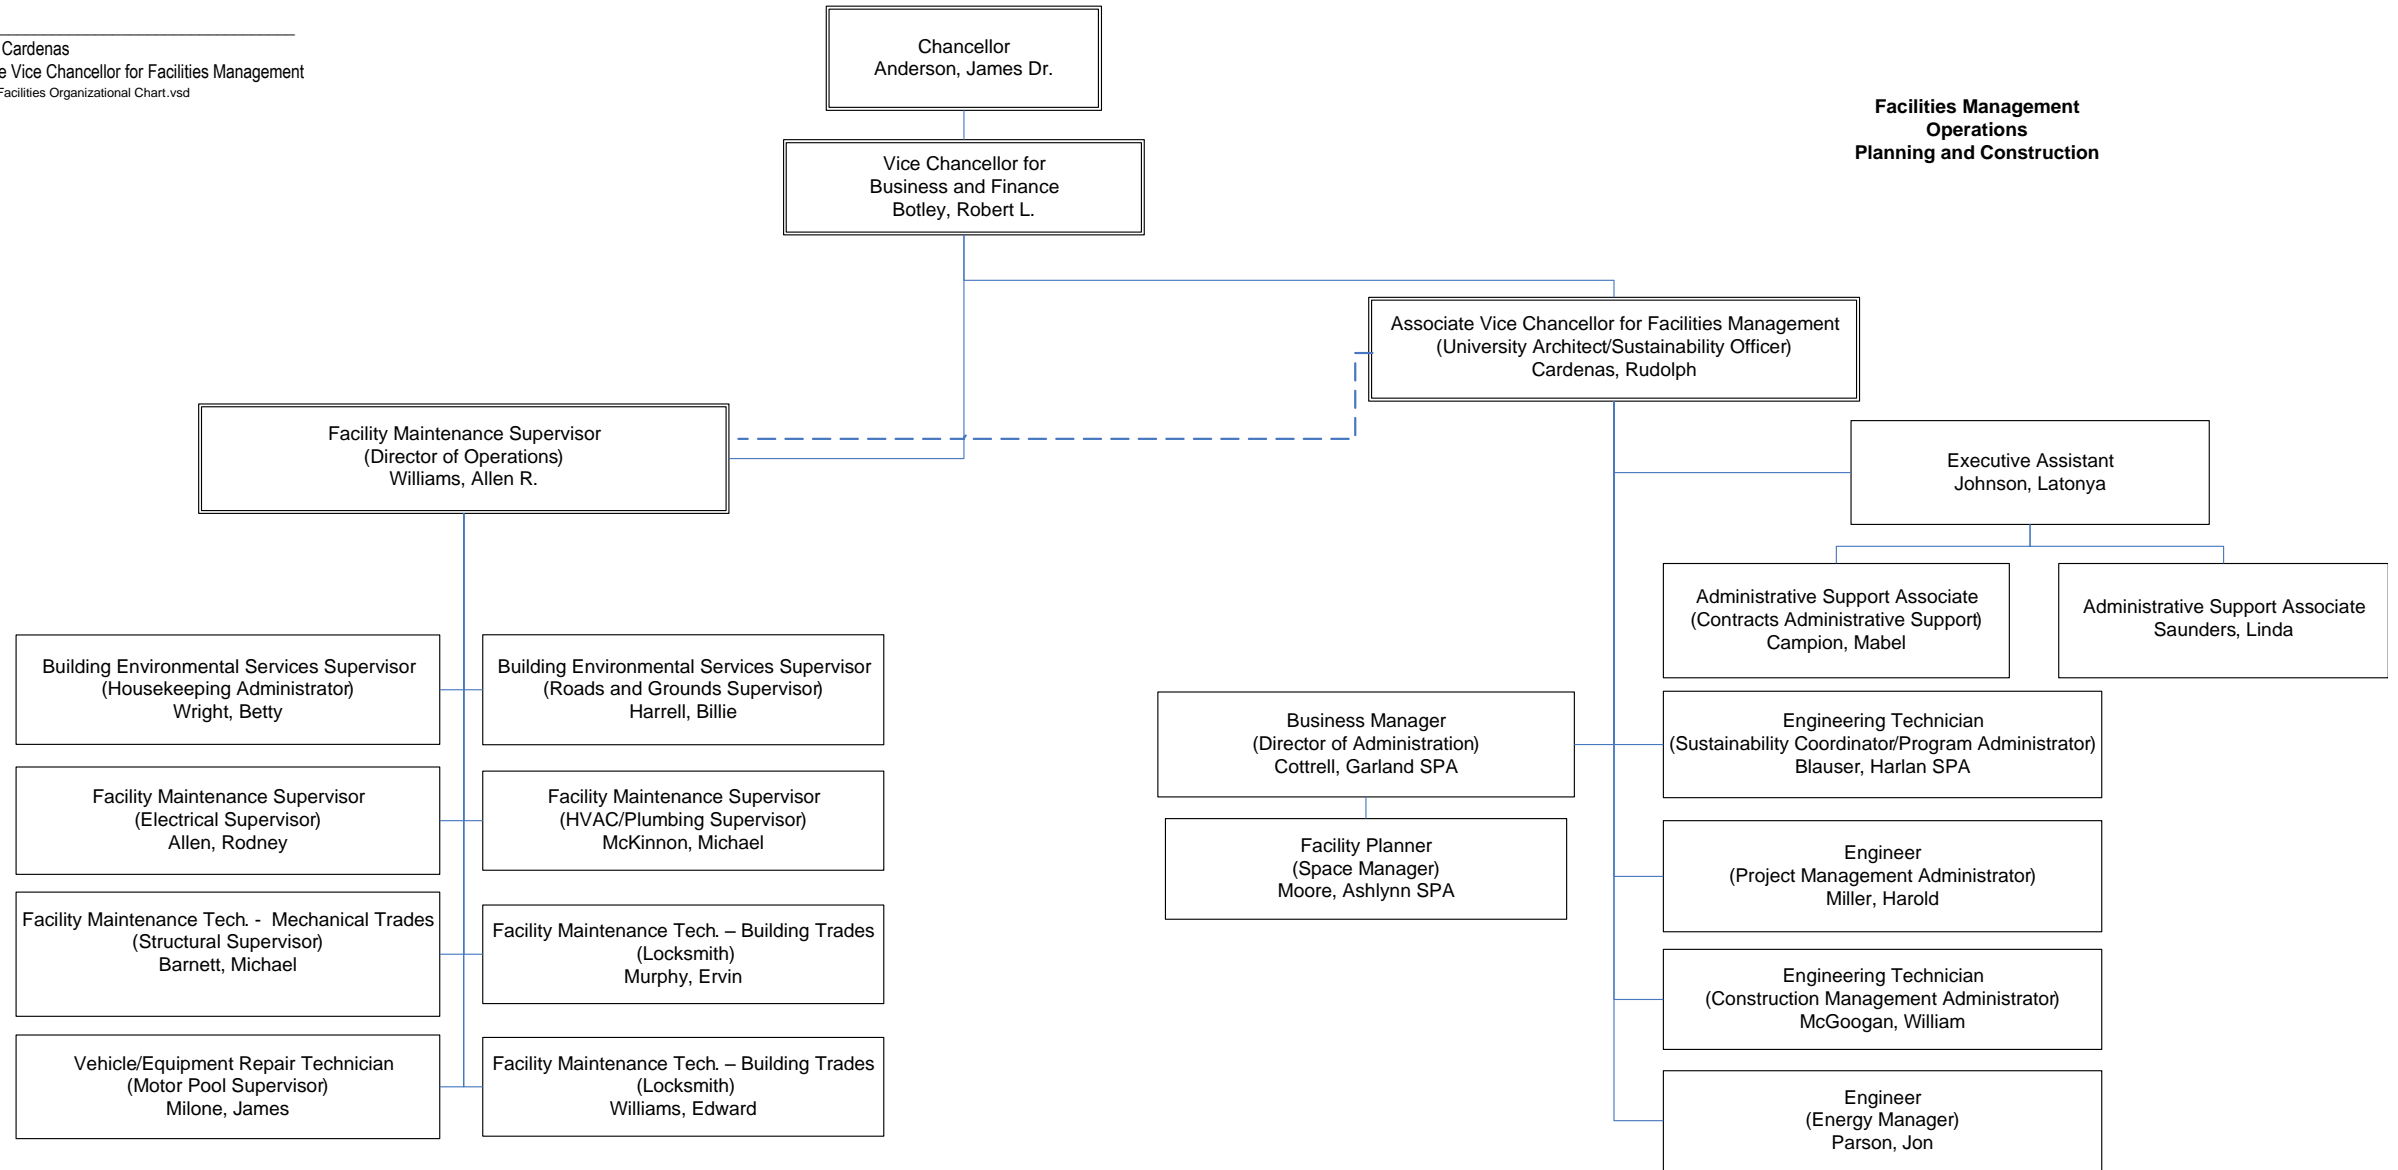 Cardenas
e Vice Chancellor for Facilities Management
Facilities Organizational Chart.vsd
Chancellor
Anderson, James Dr.
Facilities Management
Operations
Planning and Construction
Vice Chancellor for
Business and Finance
Botley, Robert L.
Associate Vice Chancellor for Facilities Management
(University Architect/Sustainability Officer)
Cardenas, Rudolph
Facility Maintenance Supervisor
(Director of Operations)
Williams, Allen R.
Executive Assistant
Johnson, Latonya
Administrative Support Associate
(Contracts Administrative Support)
Campion, Mabel
Administrative Support Associate
Saunders, Linda
Building Environmental Services Supervisor
(Housekeeping Administrator)
Wright, Betty
Building Environmental Services Supervisor
(Roads and Grounds Supervisor)
Harrell, Billie
Business Manager
(Director of Administration)
Cottrell, Garland SPA
Engineering Technician
(Sustainability Coordinator/Program Administrator)
Blauser, Harlan SPA
Facility Maintenance Supervisor
(Electrical Supervisor)
Allen, Rodney
Facility Maintenance Supervisor
(HVAC/Plumbing Supervisor)
McKinnon, Michael
Facility Planner
(Space Manager)
Moore, Ashlynn SPA
Engineer
(Project Management Administrator)
Miller, Harold
Facility Maintenance Tech. - Mechanical Trades
(Structural Supervisor)
Barnett, Michael
Facility Maintenance Tech. – Building Trades
(Locksmith)
Murphy, Ervin
Engineering Technician
(Construction Management Administrator)
McGoogan, William
Vehicle/Equipment Repair Technician
(Motor Pool Supervisor)
Milone, James
Facility Maintenance Tech. – Building Trades
(Locksmith)
Williams, Edward
Engineer
(Energy Manager)
Parson, Jon